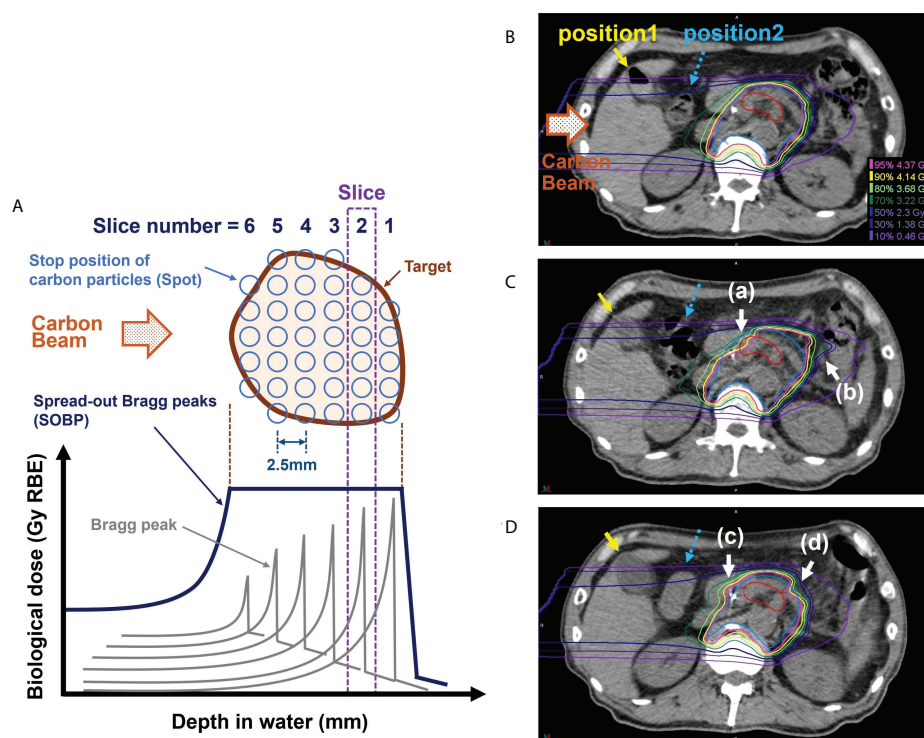 A
Slice
Slice number = 6 5 4 3 2 1
Stop position of
carbon particles (Spot)
Target
Carbon
Beam
Spread-out Bragg peaks
(SOBP)
2.5mm
Bragg peak
Biological dose (Gy RBE)
Depth in water (mm)
B
position1
position2
Carbon
Beam
95% 4.37 G
90% 4.14 G
80% 3.68 G
70% 3.22 G
50% 2.3 Gy
30% 1.38 G
10% 0.46 G
C
(a)
(b)
D
(c)
(d)